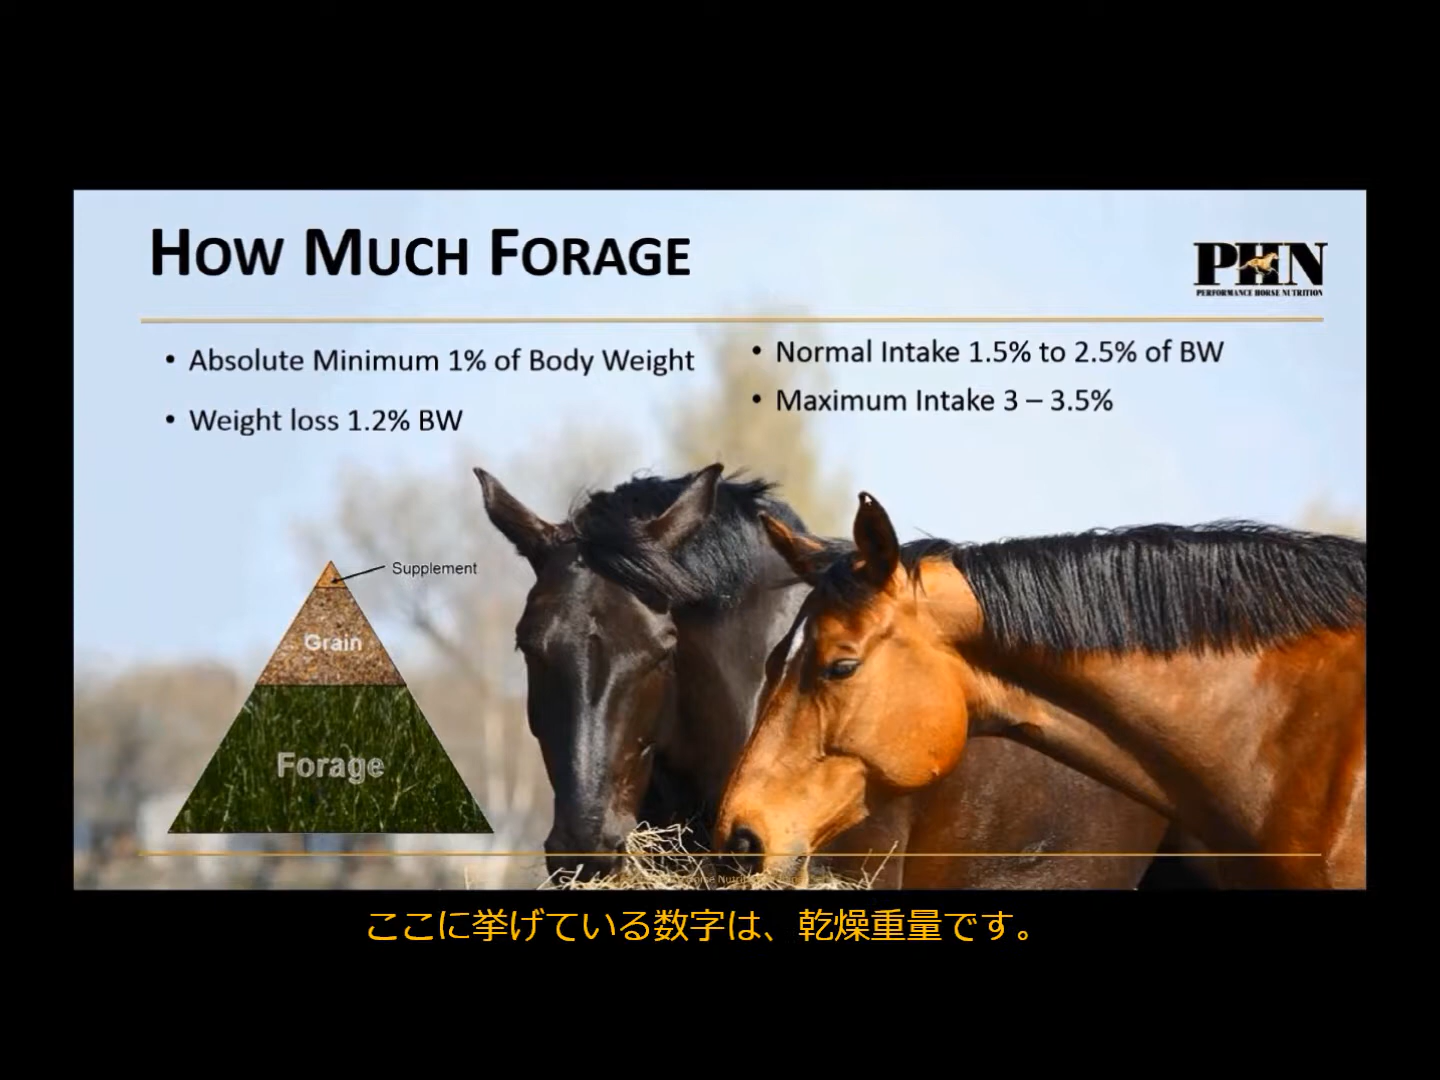 HOW MUCH FORAGE
PHN
PERFORMANCE HORSE NUTRITION
• Absolute Minimum 1% of Body Weight
• Weight loss 1.2% BW
• Normal Intake 1.5% to 2.5% of BW
• Maximum Intake 3 – 3.5%
Supplement
Grain
Forage
ここに挙げている数字は、乾燥重量です。